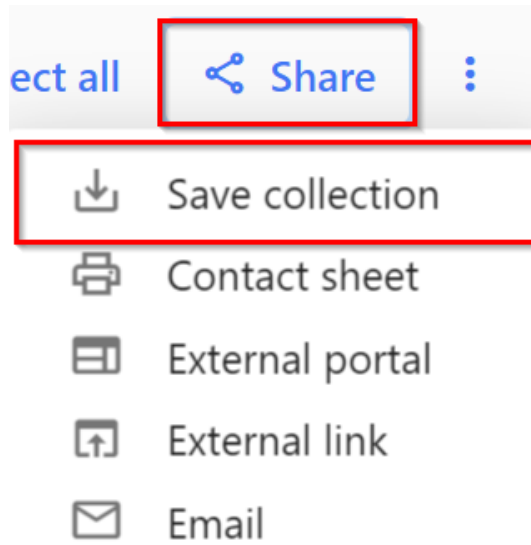 ect all Share
Save collection
Contact sheet
External portal
External link
Email